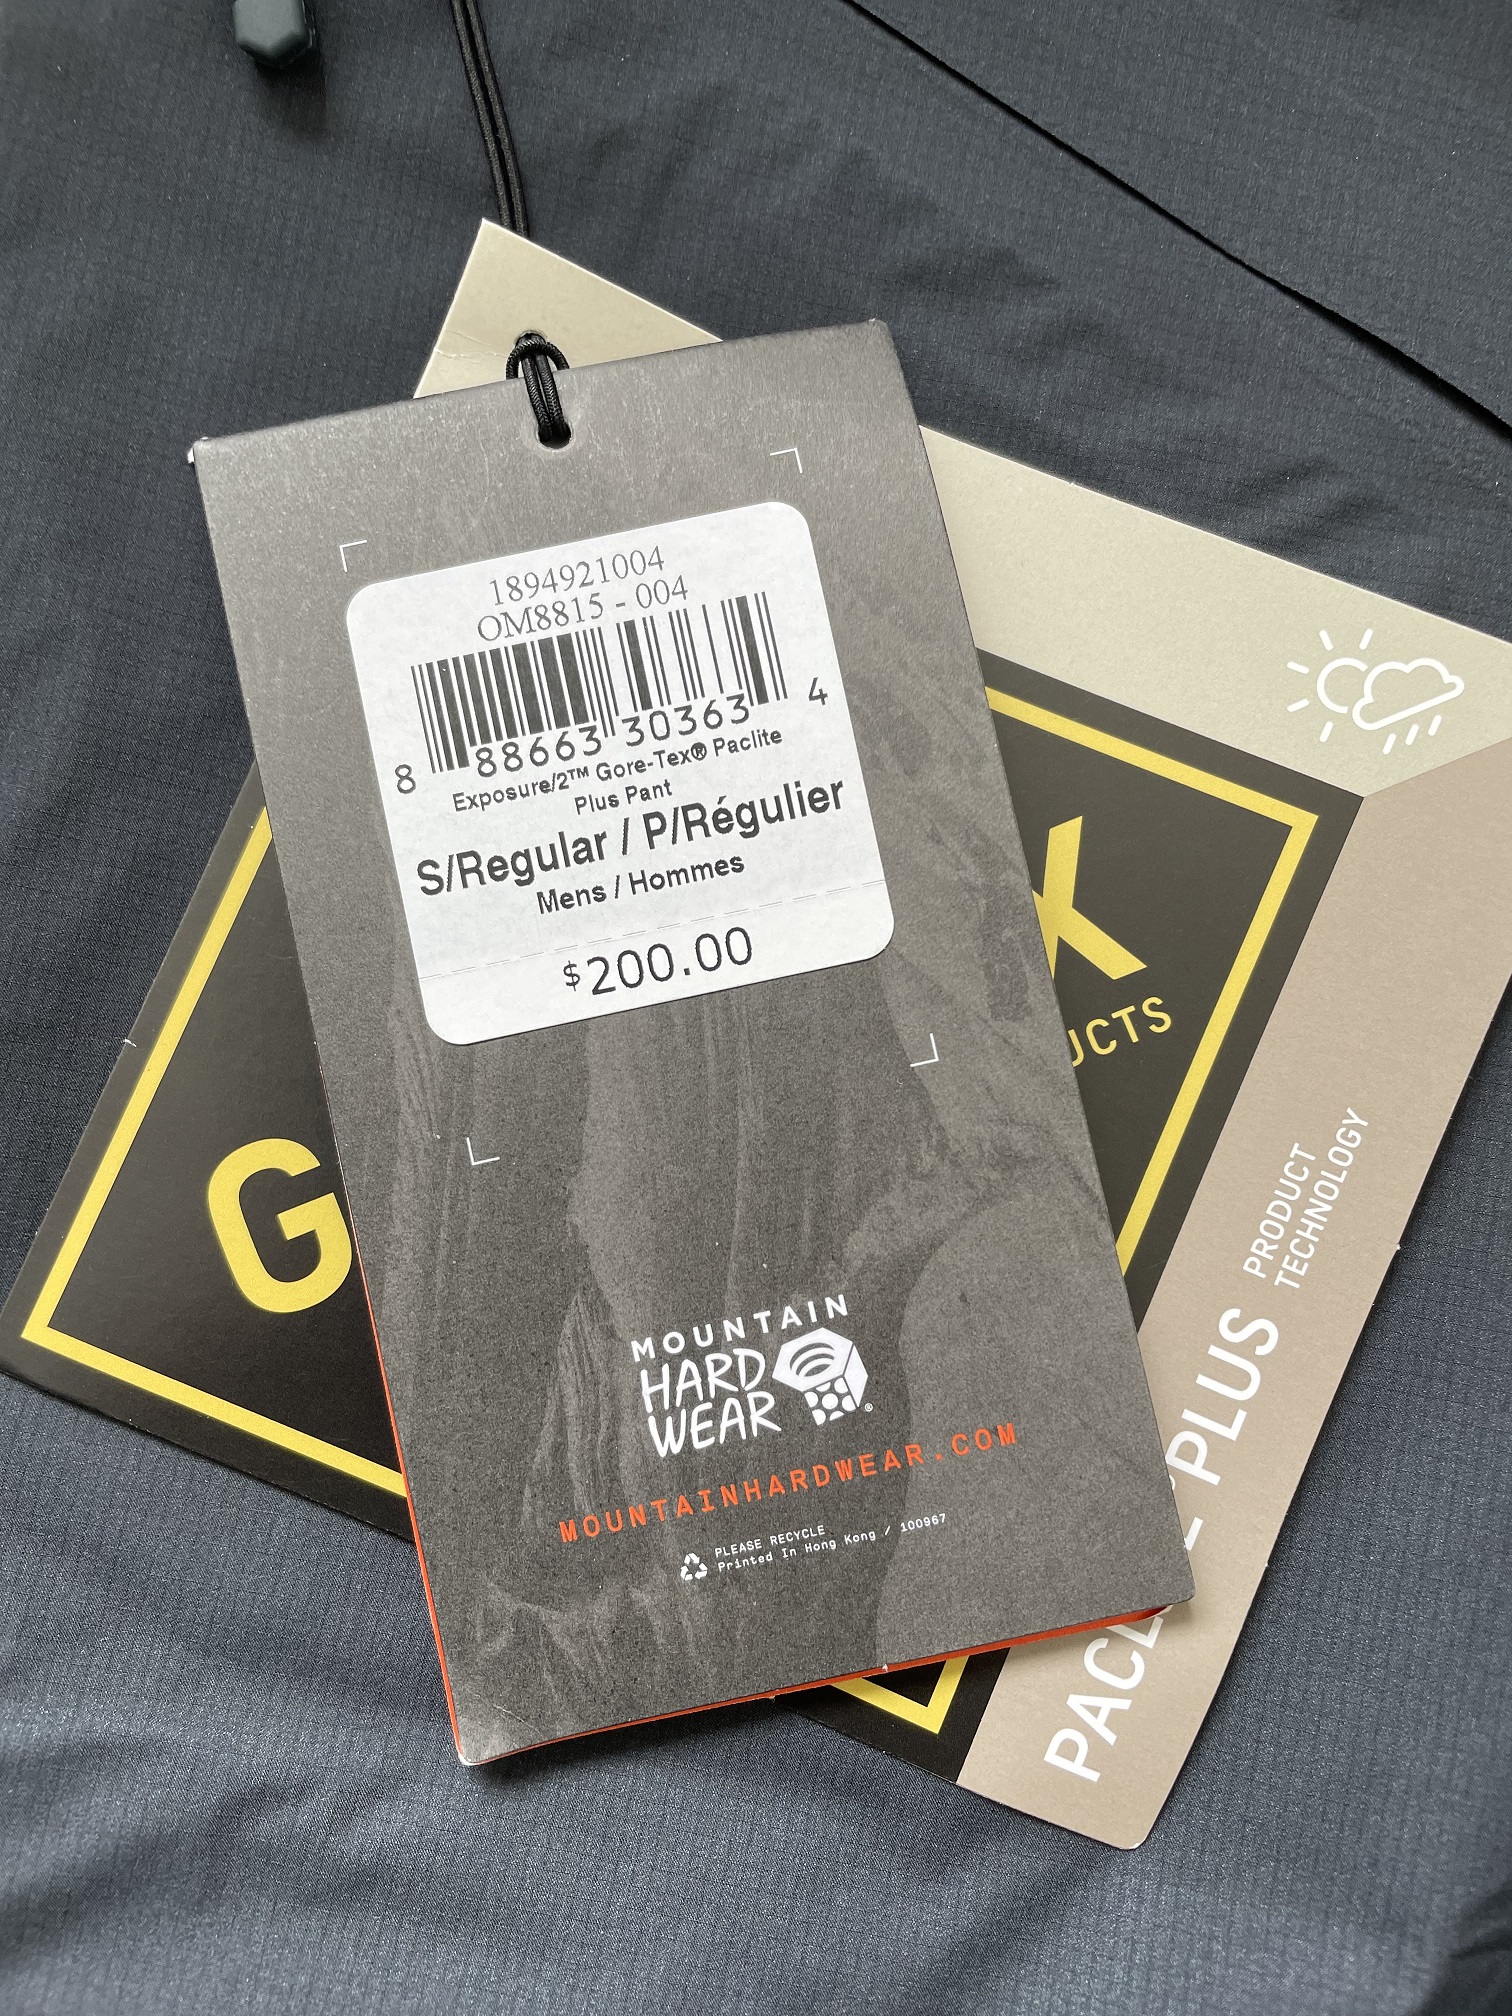 1894921004
OM8815 - 004
8 88663 30363 4
Exposure/2™ Gore-Tex® Paclite
Plus Pant
S/Regular / P/Régulier
Mens / Hommes
$200.00
MOUNTAIN
HARD
WEAR®
MOUNTAINHARDWEAR.COM
PLEASE RECYCLE
Printed In Hong Kong / 100967
G
X
UCTS
PRODUCT
TECHNOLOGY
PLUS